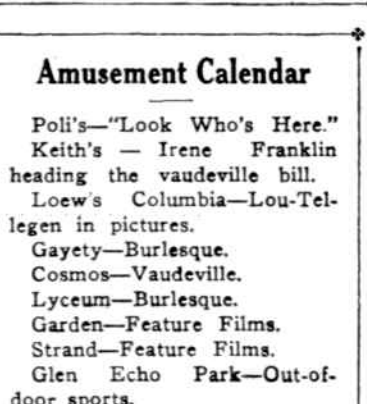 Amusement Calendar
Poli's—"Look Who's Here."
Keith's — Irene Franklin
heading the vaudeville bill.
Loew's Columbia—Lou-Tel-
legen in pictures.
Gayety—Burlesque.
Cosmos—Vaudeville.
Lyceum—Burlesque.
Garden—Feature Films.
Strand—Feature Films.
Glen Echo Park—Out-of-
door sports.